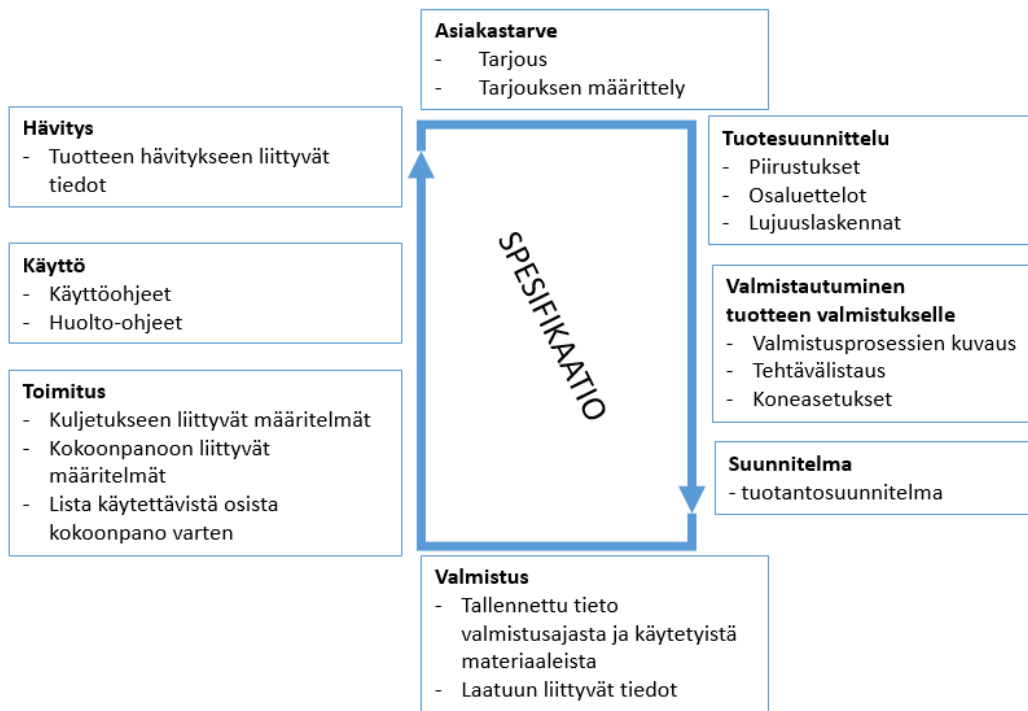 Asiakastarve
- Tarjous
- Tarjouksen määrittely
Tuotesuunnittelu
- Piirustukset
- Osaluettelot
- Lujuuslaskennat
Valmistautuminen
tuotteen valmistukselle
- Valmistusprosessien kuvaus
- Tehtävälistaus
- Koneasetukset
Suunnitelma
- tuotantosuunnitelma
Valmistus
- Tallennettu tieto
valmistusajasta ja käytetyistä
materiaaleista
- Laatuun liittyvät tiedot
Toimitus
- Kuljetukseen liittyvät määritelmät
- Kokoonpanoon liittyvät
määritelmät
- Lista käytettävistä osista
kokoonpano varten
Käyttö
- Käyttöohjeet
- Huolto-ohjeet
Hävitys
- Tuotteen hävitykseen liittyvät
tiedot
SPESIFIKAATIO